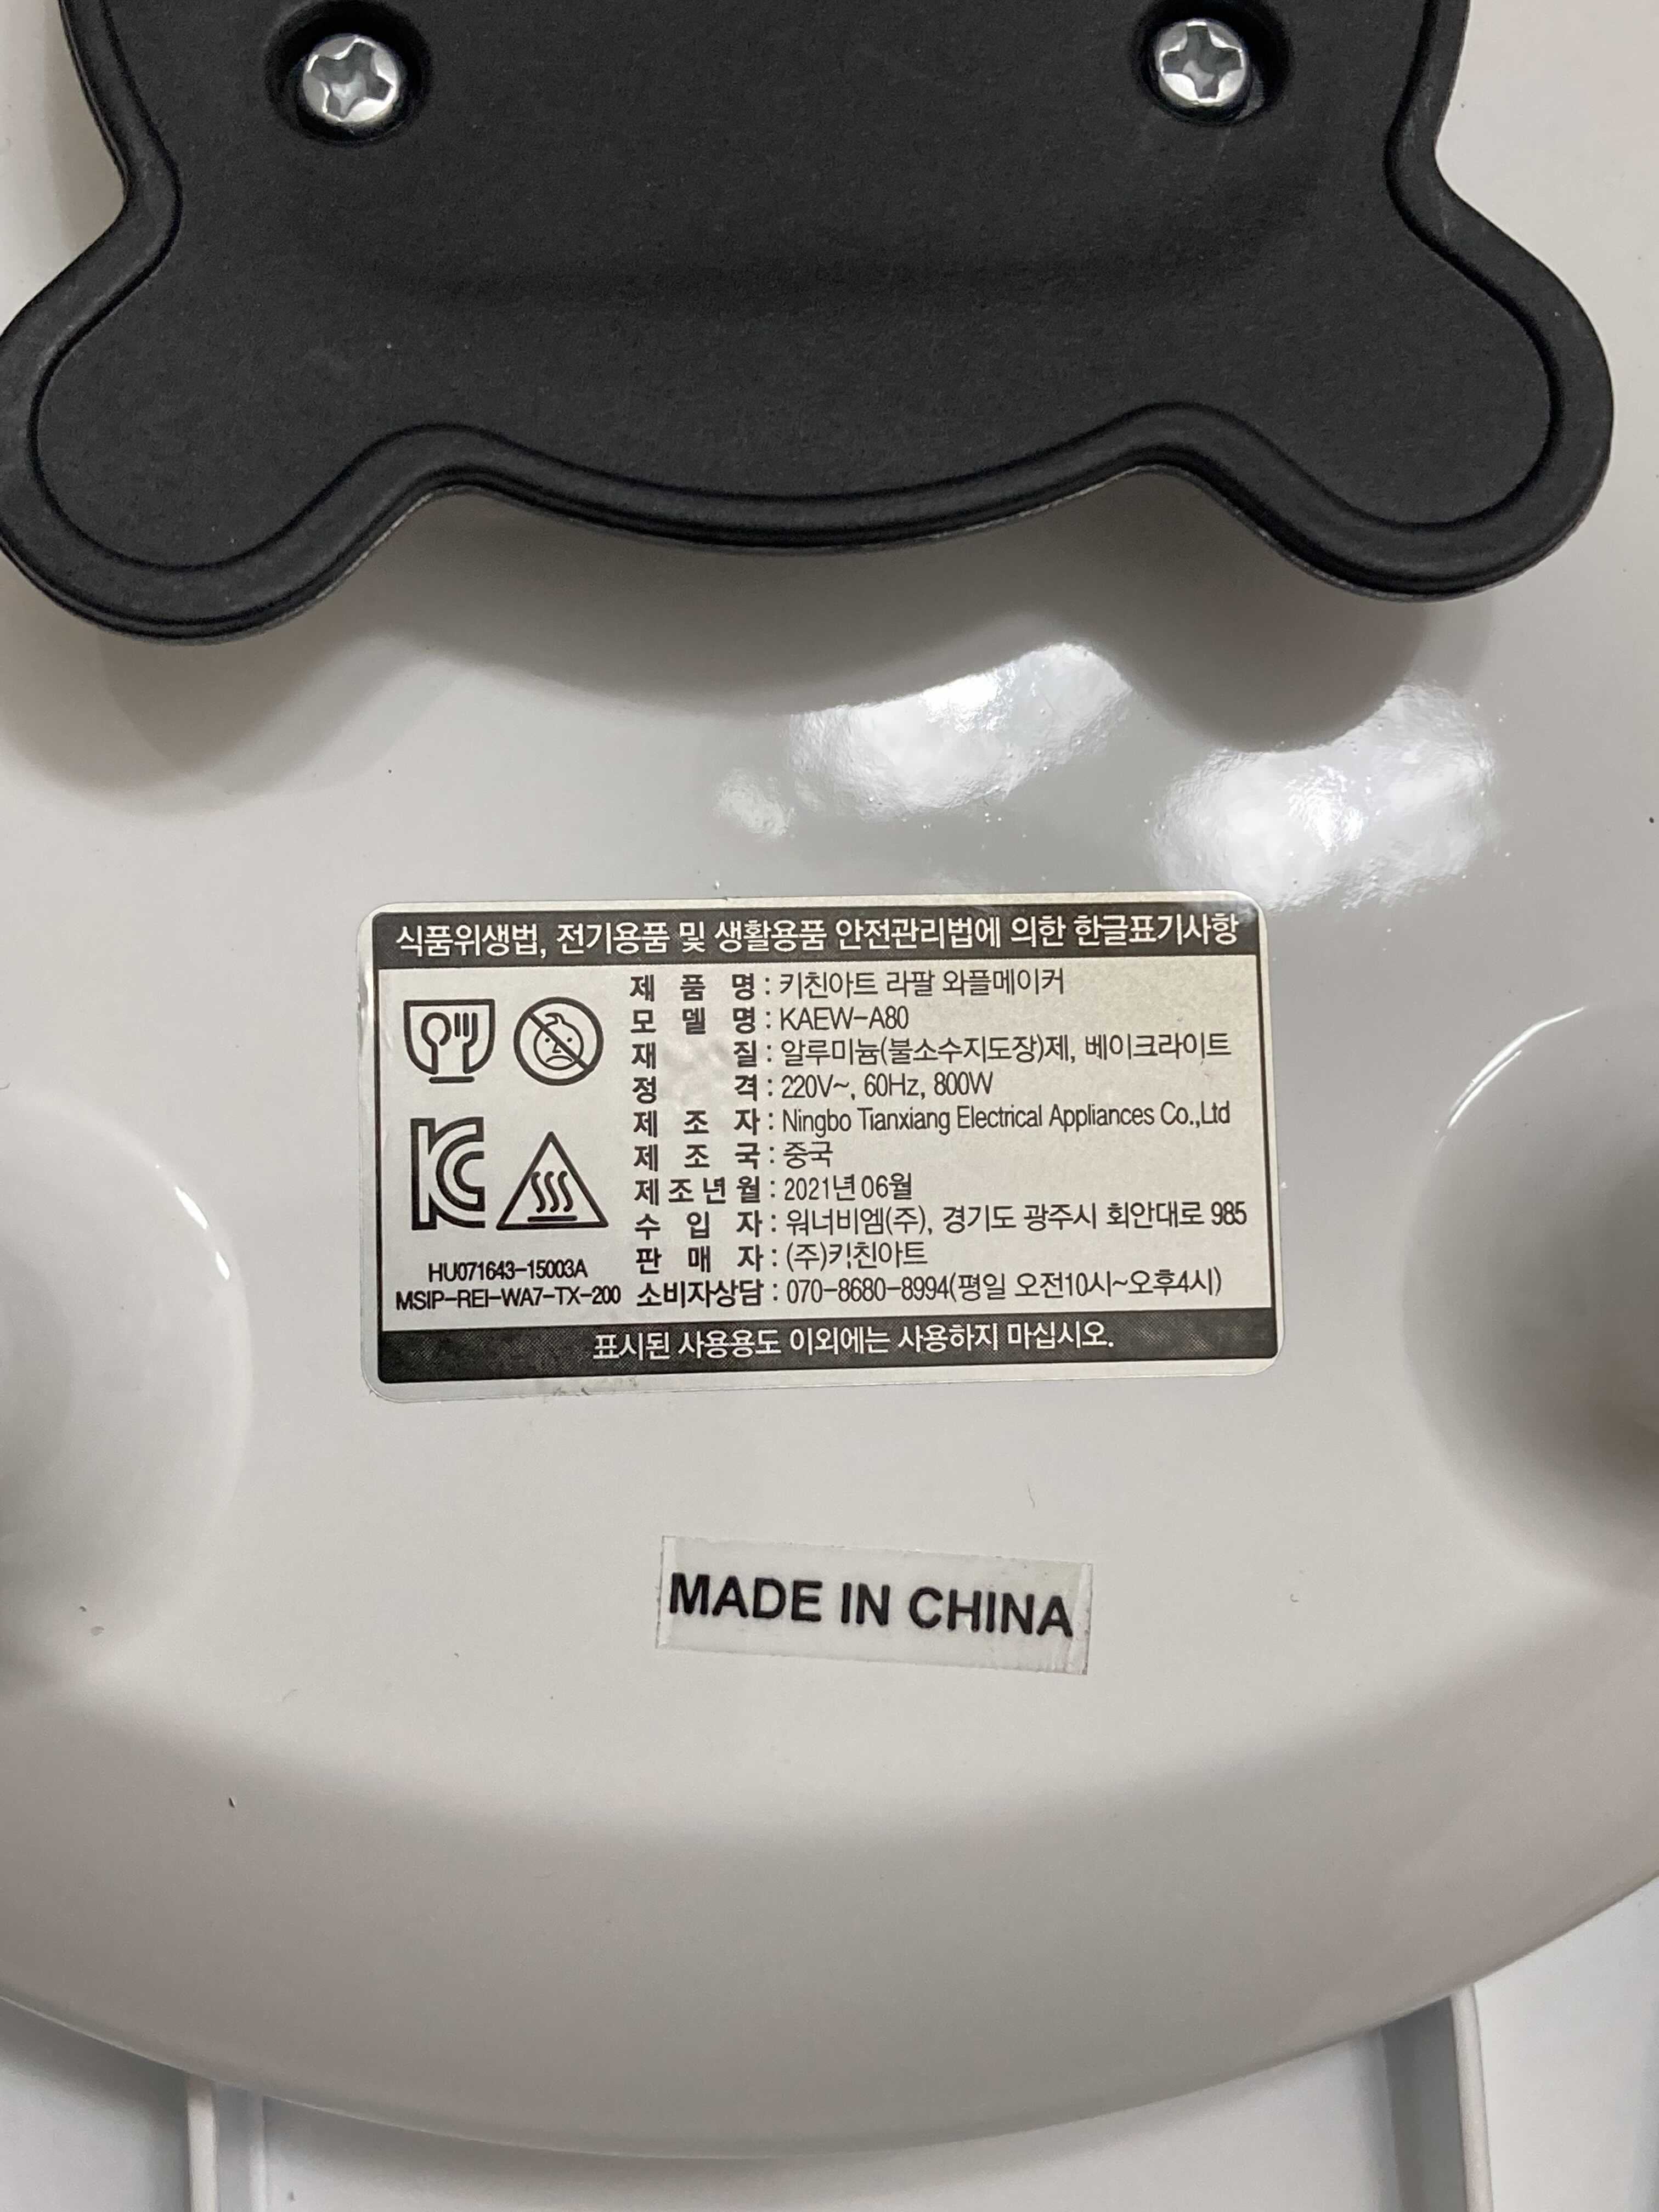 식품위생법, 전기용품 및 생활용품 안전관리법에 의한 한글표기사항
제 품 명 : 키친아트 라팔 와플메이커
모 델 명 : KAEW-A80
재 질 : 알루미늄(불소수지도장)제, 베이크라이트
정 격 : 220V~, 60Hz, 800W
제 조 자 : Ningbo Tianxiang Electrical Appliances Co.,Ltd
제 조 국 : 중국
제조년월 : 2021년 06월
수 입 자 : 워너비엠(주), 경기도 광주시 회안대로 985
판 매 자 : (주)키친아트
소비자상담 : 070-8680-8994(평일 오전10시~오후4시)
HU071643-15003A
MSIP-REI-WA7-TX-200
표시된 사용용도 이외에는 사용하지 마십시오.
MADE IN CHINA